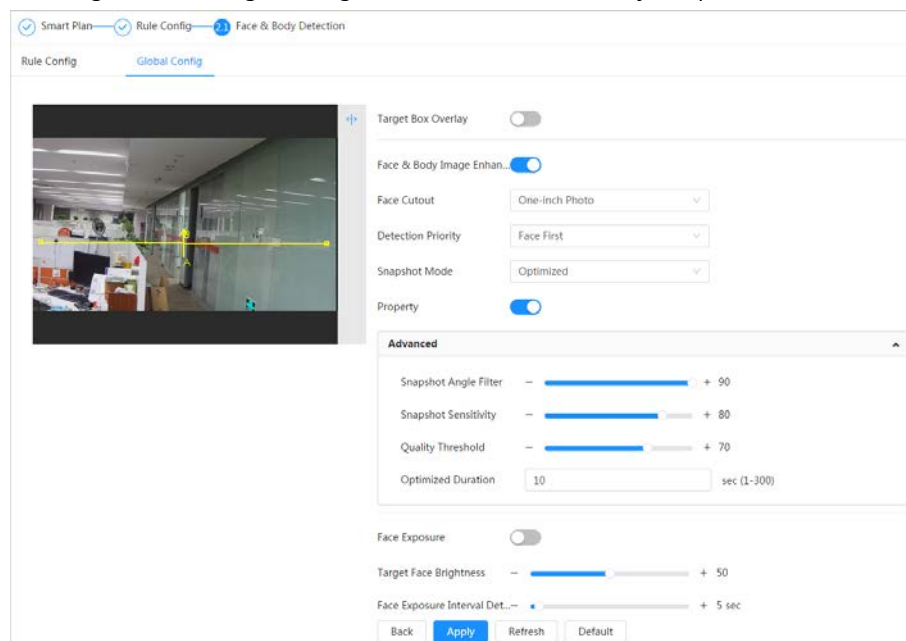 Smart Plan Rule Config 2.1 Face & Body Detection
Rule Config Global Config
Target Box Overlay
Face & Body Image Enhan...
Face Cutout One-inch Photo
Detection Priority Face First
Snapshot Mode Optimized
Property
Advanced
Snapshot Angle Filter − + 90
Snapshot Sensitivity − + 80
Quality Threshold − + 70
Optimized Duration 10 sec (1-300)
Face Exposure
Target Face Brightness − + 50
Face Exposure Interval Det... − + 5 sec
Back Apply Refresh Default